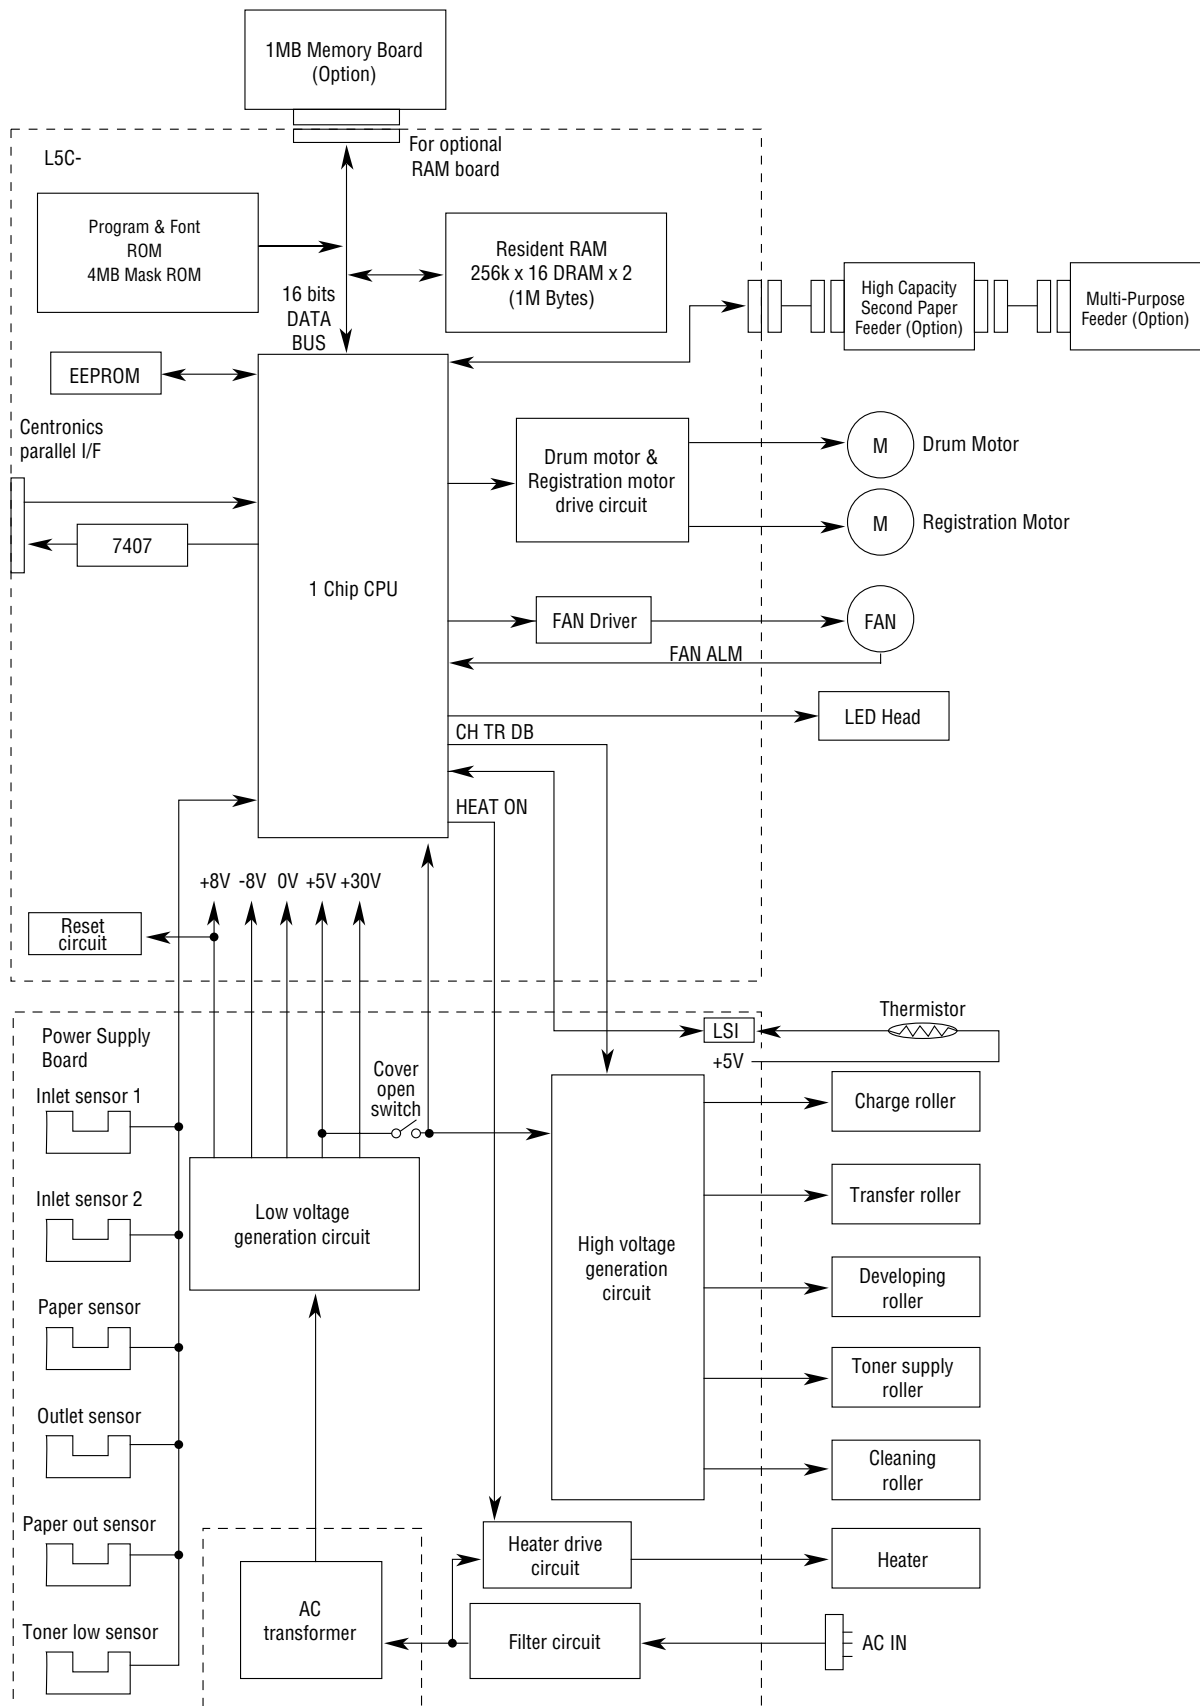 1MB Memory Board
(Option)
L5C-
For optional
RAM board
Program & Font
ROM
4MB Mask ROM
Resident RAM
256k x 16 DRAM x 2
(1M Bytes)
16 bits
DATA
BUS
High Capacity
Second Paper
Feeder (Option)
Multi-Purpose
Feeder (Option)
EEPROM
Centronics
parallel I/F
7407
1 Chip CPU
Drum motor &
Registration motor
drive circuit
M
Drum Motor
M
Registration Motor
FAN Driver
FAN
FAN ALM
LED Head
CH TR DB
HEAT ON
+8V
-8V
0V
+5V
+30V
Reset
circuit
Power Supply
Board
Thermistor
LSI
+5V
Cover
open
switch
Inlet sensor 1
Inlet sensor 2
Paper sensor
Outlet sensor
Paper out sensor
Toner low sensor
Low voltage
generation circuit
High voltage
generation
circuit
Charge roller
Transfer roller
Developing
roller
Toner supply
roller
Cleaning
roller
Heater drive
circuit
Heater
AC
transformer
Filter circuit
AC IN